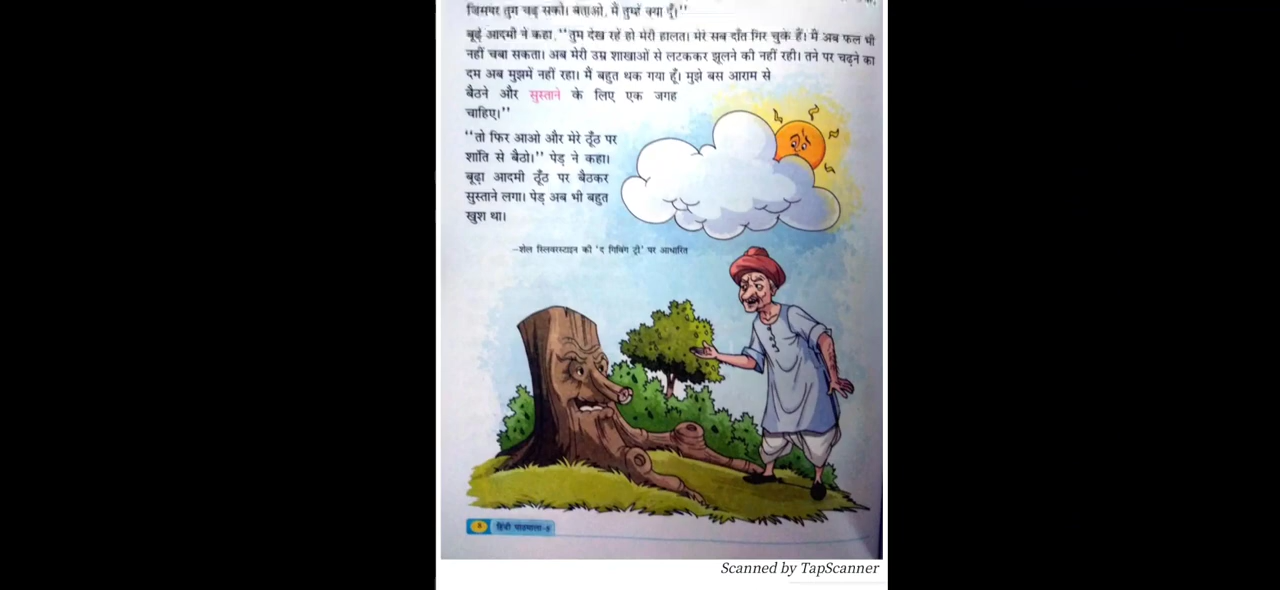 जिसपर तुम चढ़ सको। बताओ, मैं तुम्हें क्या दूँ।"
बूढ़े आदमी ने कहा, "तुम देख रहे हो मेरी हालत। मेरे सब दाँत गिर चुके हैं। मैं अब फल भी
नहीं चबा सकता। अब मेरी उम्र शाखाओं से लटककर झूलने की नहीं रही। तने पर चढ़ने का
दम अब मुझमें नहीं रहा। मैं बहुत थक गया हूँ। मुझे बस आराम से
बैठने और सुस्ताने के लिए एक जगह
चाहिए।"
"तो फिर आओ और मेरे ठूँठ पर
शांति से बैठो।" पेड़ ने कहा।
बूढ़ा आदमी ठूँठ पर बैठकर
सुस्ताने लगा। पेड़ अब भी बहुत
खुश था।
–शेल सिलवरस्टाइन की 'द गिविंग ट्री' पर आधारित
हिंदी पाठमाला-8
Scanned by TapScanner